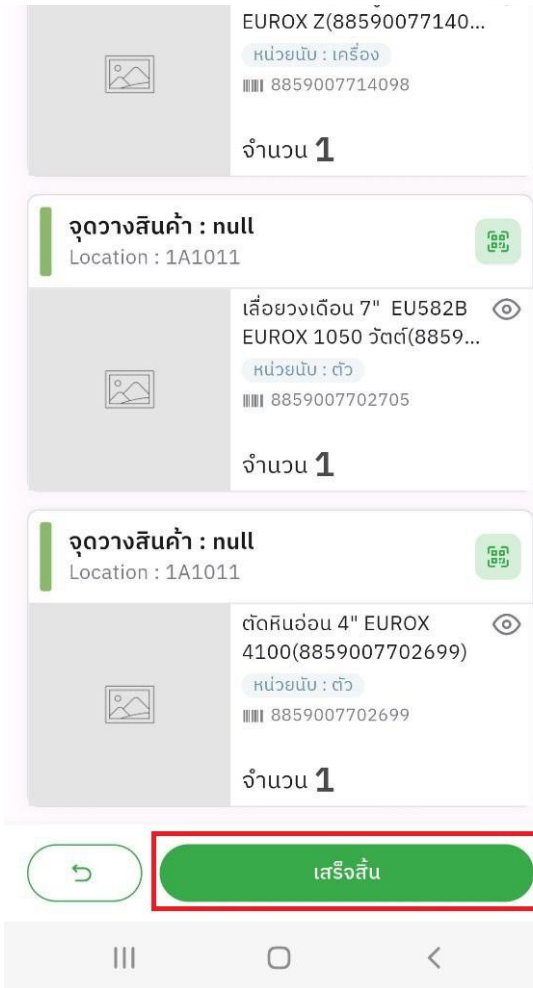 EUROX Z(88590077140...
หน่วยนับ : เครื่อง
8859007714098
จำนวน 1
จุดวางสินค้า : null
Location : 1A1011
เลื่อยวงเดือน 7" EU582B
EUROX 1050 วัตต์(8859...
หน่วยนับ : ตัว
8859007702705
จำนวน 1
จุดวางสินค้า : null
Location : 1A1011
ตัดหินอ่อน 4" EUROX
4100(8859007702699)
หน่วยนับ : ตัว
8859007702699
จำนวน 1
เสร็จสิ้น